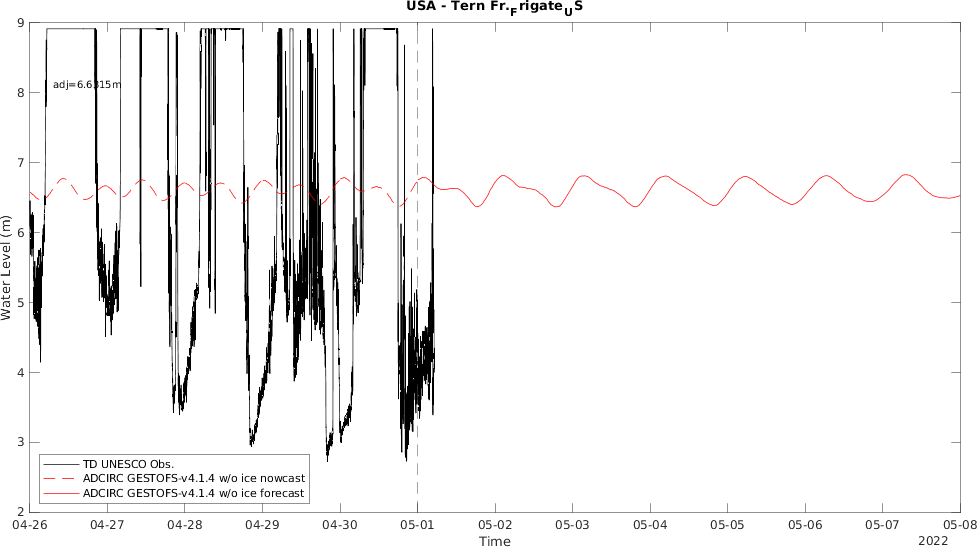 USA - Tern Fr.FrigateUS
9
8
7
6
5
4
3
2
Water Level (m)
adj=6.6315m
TD UNESCO Obs.
ADCIRC GESTOFS-v4.1.4 w/o ice nowcast
ADCIRC GESTOFS-v4.1.4 w/o ice forecast
04-26 04-27 04-28 04-29 04-30 05-01 05-02 05-03 05-04 05-05 05-06 05-07 05-08
Time
2022